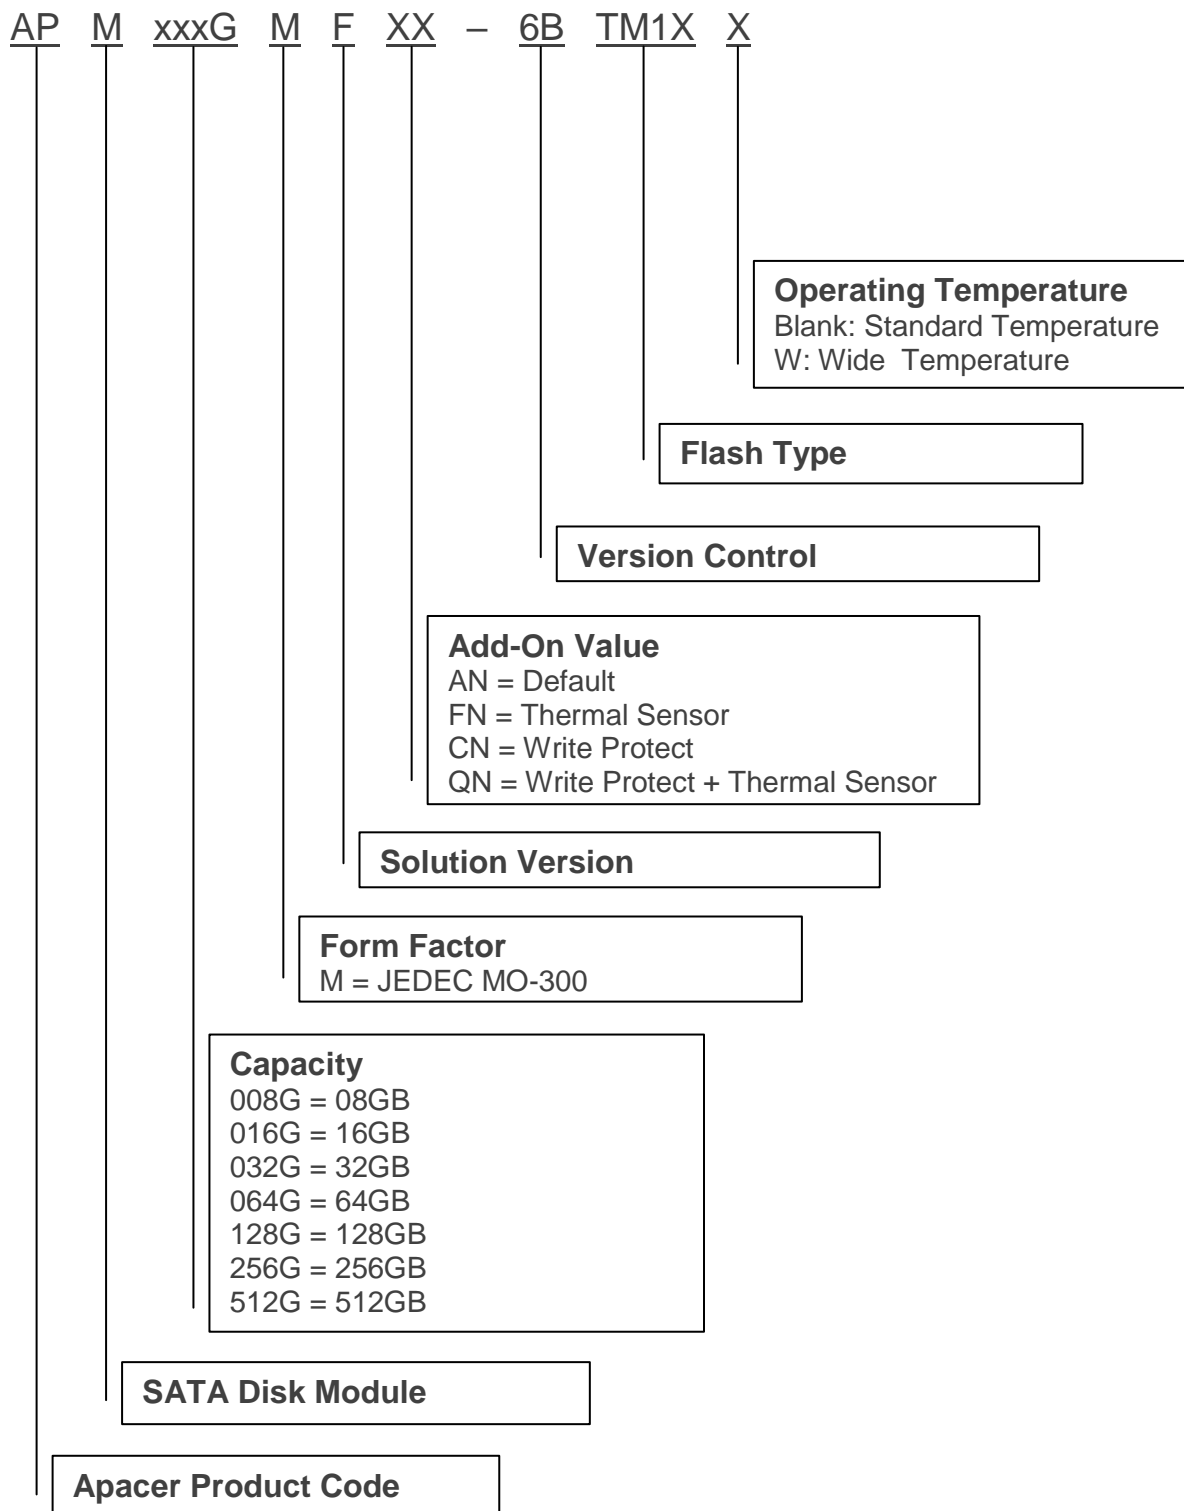 AP M xxxG M F XX – 6B TM1X X
Operating Temperature
Blank: Standard Temperature
W: Wide Temperature
Flash Type
Version Control
Add-On Value
AN = Default
FN = Thermal Sensor
CN = Write Protect
QN = Write Protect + Thermal Sensor
Solution Version
Form Factor
M = JEDEC MO-300
Capacity
008G = 08GB
016G = 16GB
032G = 32GB
064G = 64GB
128G = 128GB
256G = 256GB
512G = 512GB
SATA Disk Module
Apacer Product Code